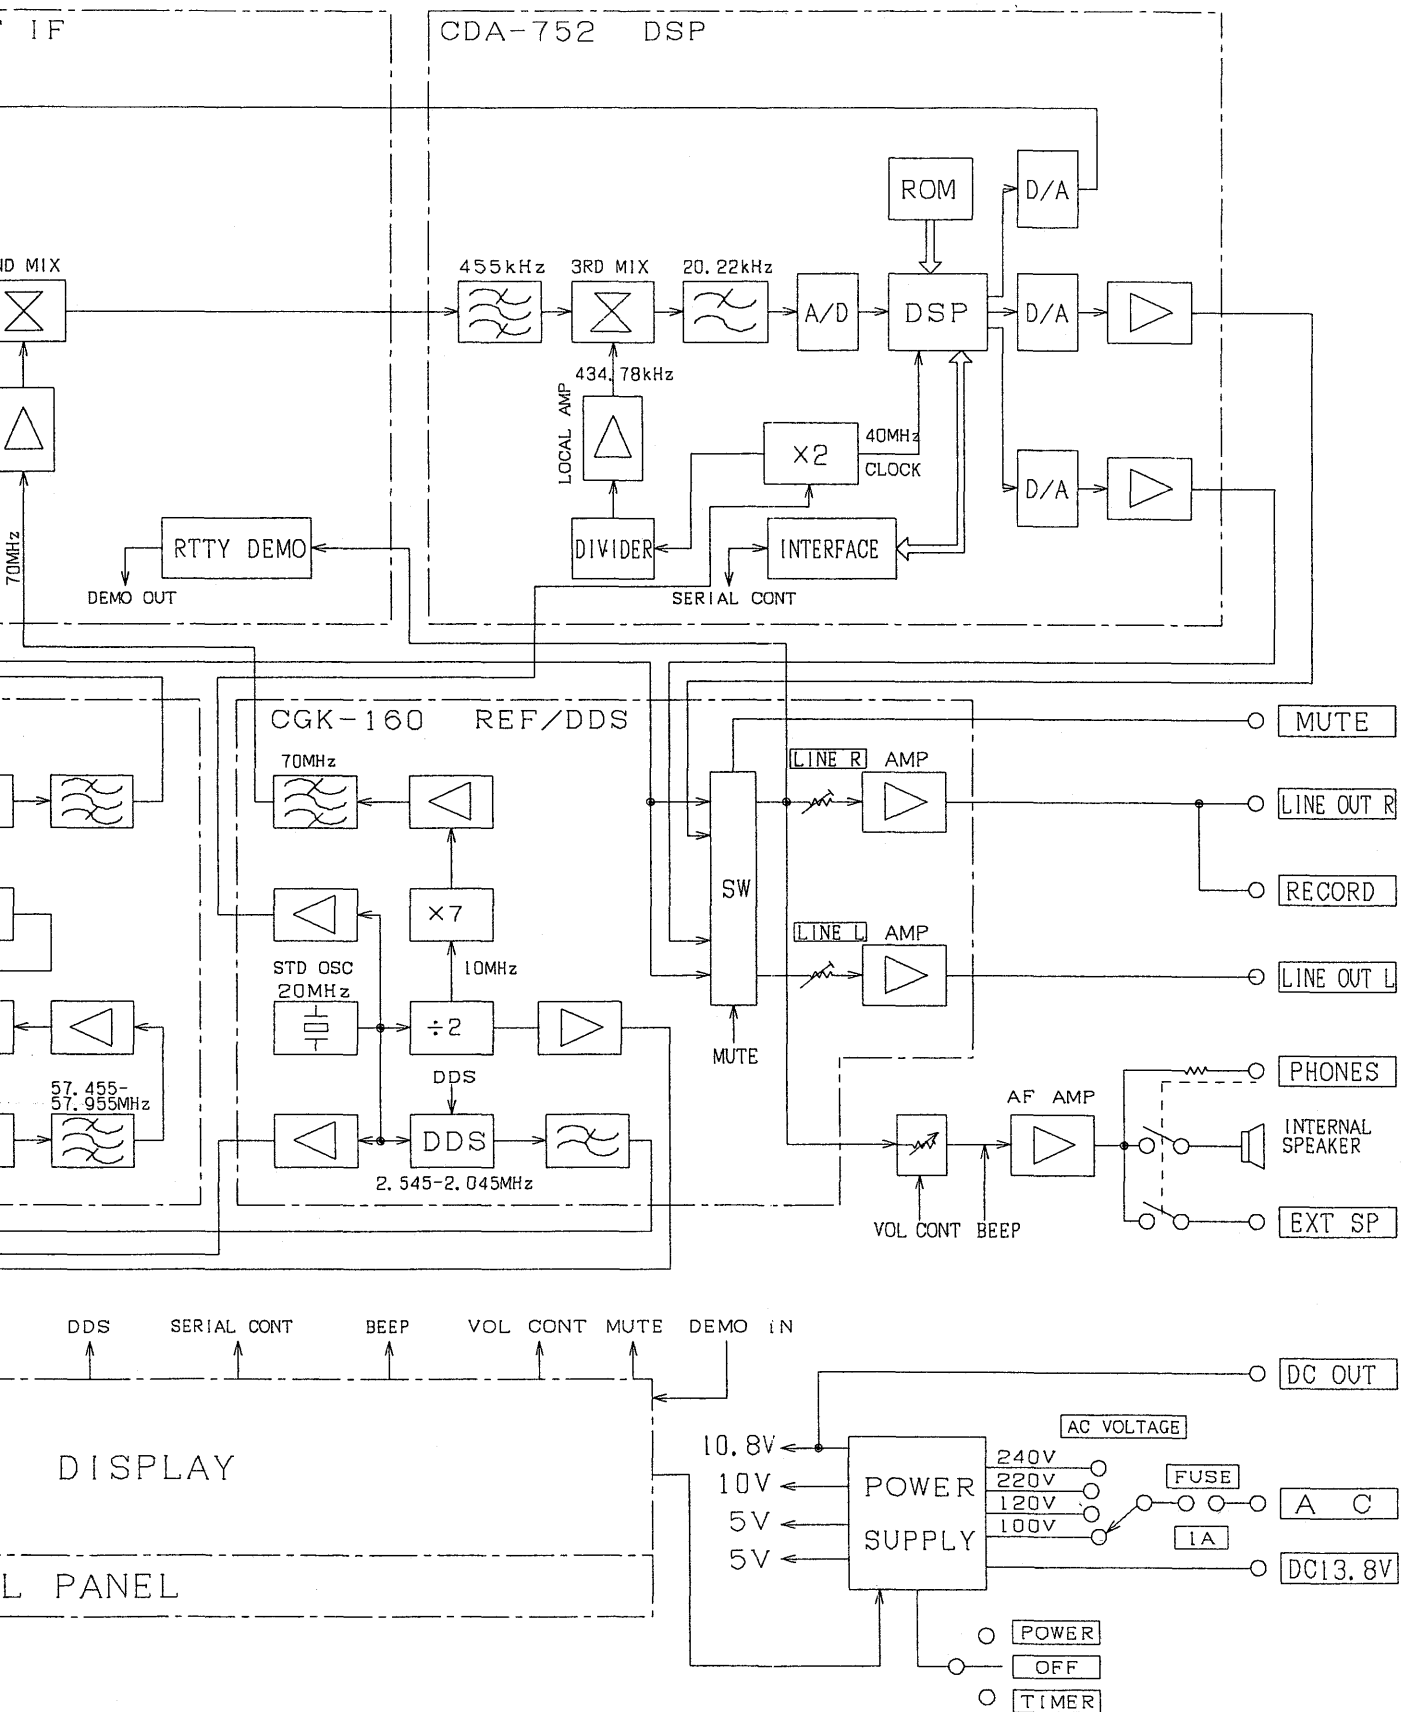 IF
CDA-752 DSP
ROM
D/A
MIX
455kHz
3RD MIX
20.22kHz
A/D
DSP
D/A
434.78kHz
LOCAL AMP
×2
40MHz
CLOCK
D/A
70MHz
RTTY DEMO
DIVIDER
INTERFACE
DEMO OUT
SERIAL CONT
CGK-160 REF/DDS
MUTE
70MHz
LINE R
AMP
LINE OUT R
SW
×7
RECORD
LINE L
AMP
STD OSC
20MHz
10MHz
LINE OUT L
÷2
MUTE
57.455-
57.955MHz
DDS
PHONES
AF AMP
DDS
INTERNAL
SPEAKER
2.545-2.045MHz
VOL CONT
BEEP
EXT SP
DDS
SERIAL CONT
BEEP
VOL CONT
MUTE
DEMO IN
DC OUT
DISPLAY
10.8V
10V
5V
5V
POWER
SUPPLY
AC VOLTAGE
240V
220V
120V
100V
FUSE
1A
A C
DC13.8V
L PANEL
POWER
OFF
TIMER